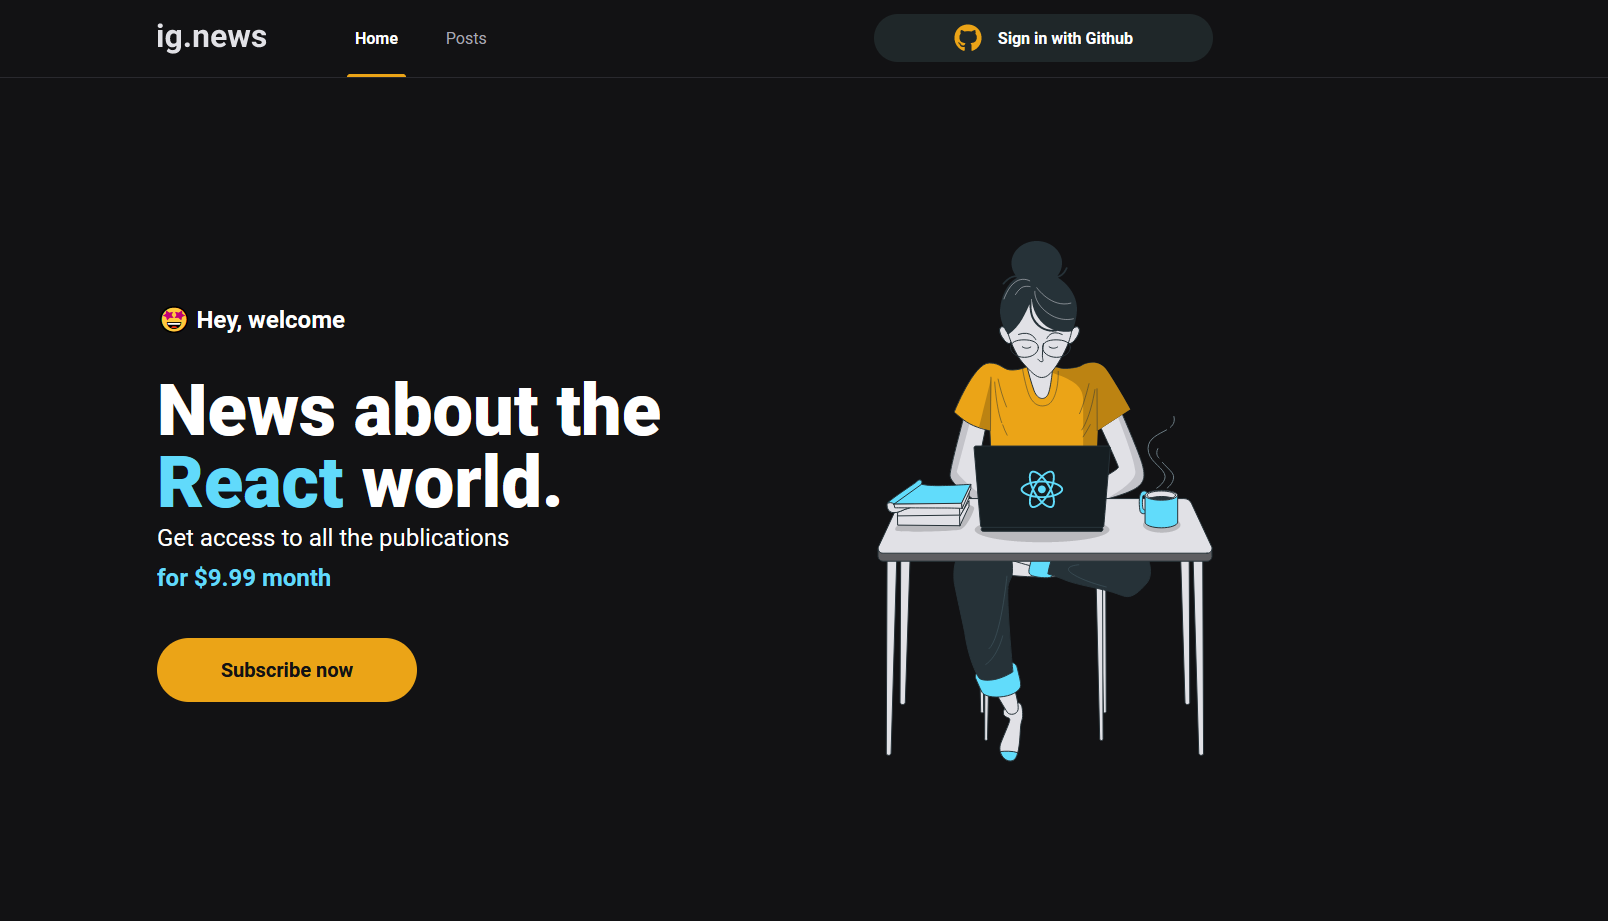 ig.news
Home
Posts
Sign in with Github
🤩 Hey, welcome
News about the
React world.
Get access to all the publications
for $9.99 month
Subscribe now